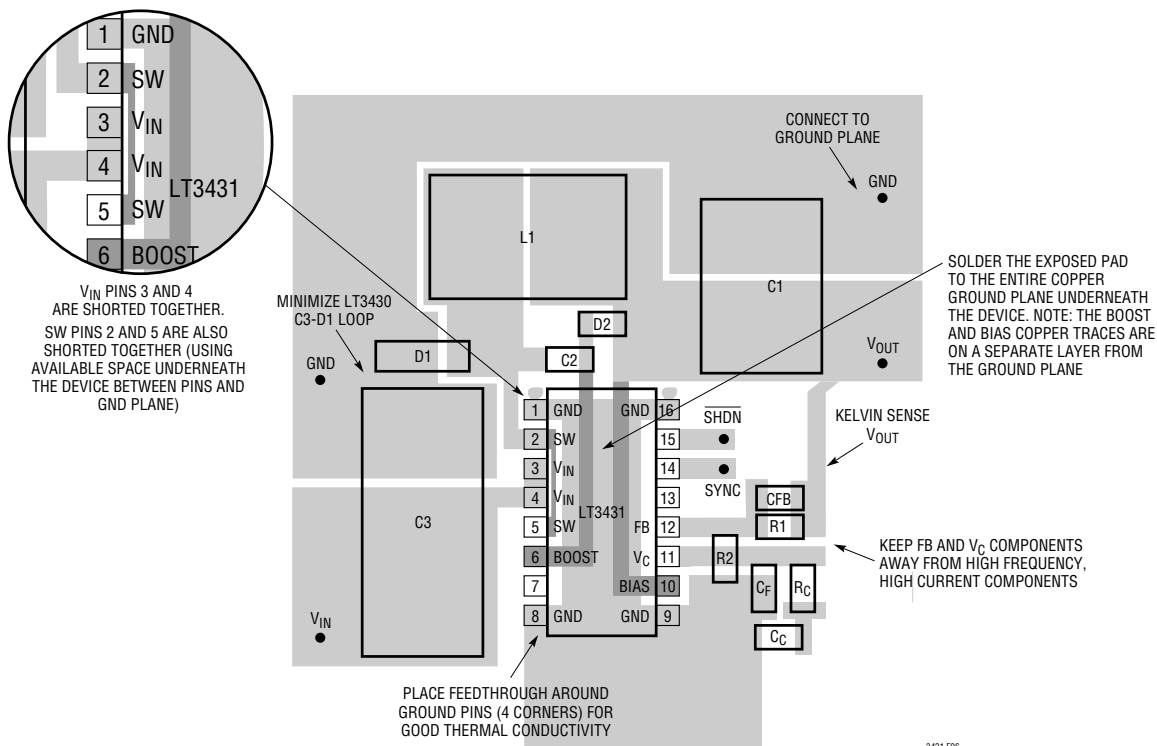 1 GND
2 SW
3 VIN
4 VIN
LT3431
5 SW
6 BOOST
VIN PINS 3 AND 4
ARE SHORTED TOGETHER.
SW PINS 2 AND 5 ARE ALSO
SHORTED TOGETHER (USING
AVAILABLE SPACE UNDERNEATH
THE DEVICE BETWEEN PINS AND
GND PLANE)
CONNECT TO
GROUND PLANE
GND
L1
C1
SOLDER THE EXPOSED PAD
TO THE ENTIRE COPPER
GROUND PLANE UNDERNEATH
THE DEVICE. NOTE: THE BOOST
AND BIAS COPPER TRACES ARE
ON A SEPARATE LAYER FROM
THE GROUND PLANE
MINIMIZE LT3430
C3-D1 LOOP
D2
D1
C2
GND
VOUT
1 GND
GND 16
2 SW
15
SHDN
3 VIN
14
SYNC
4 VIN
13
LT3431
5 SW
FB 12
6 BOOST
VC 11
7
BIAS 10
8 GND
GND 9
C3
VIN
KELVIN SENSE
VOUT
CFB
R1
R2
CF
RC
CC
KEEP FB AND VC COMPONENTS
AWAY FROM HIGH FREQUENCY,
HIGH CURRENT COMPONENTS
PLACE FEEDTHROUGH AROUND
GROUND PINS (4 CORNERS) FOR
GOOD THERMAL CONDUCTIVITY